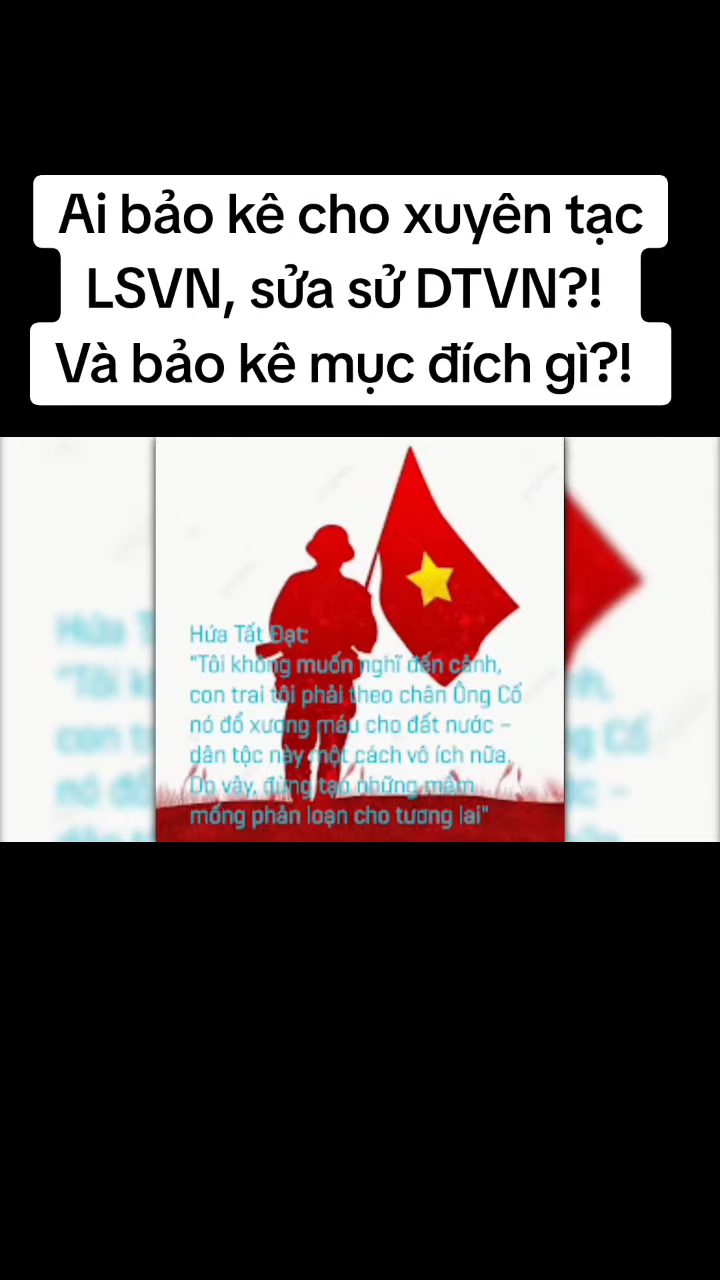 Ai bảo kê cho xuyên tạc
LSVN, sửa sử DTVN?!
Và bảo kê mục đích gì?!
Hứa Tất Đạt:
"Tôi không muốn nghĩ đến cảnh,
con trai tôi phải theo chân Ông Cố
nó đổ xương máu cho đất nước –
dân tộc này một cách vô ích nữa.
Do vậy, đừng tạo những mầm
mống phản loạn cho tương lai"